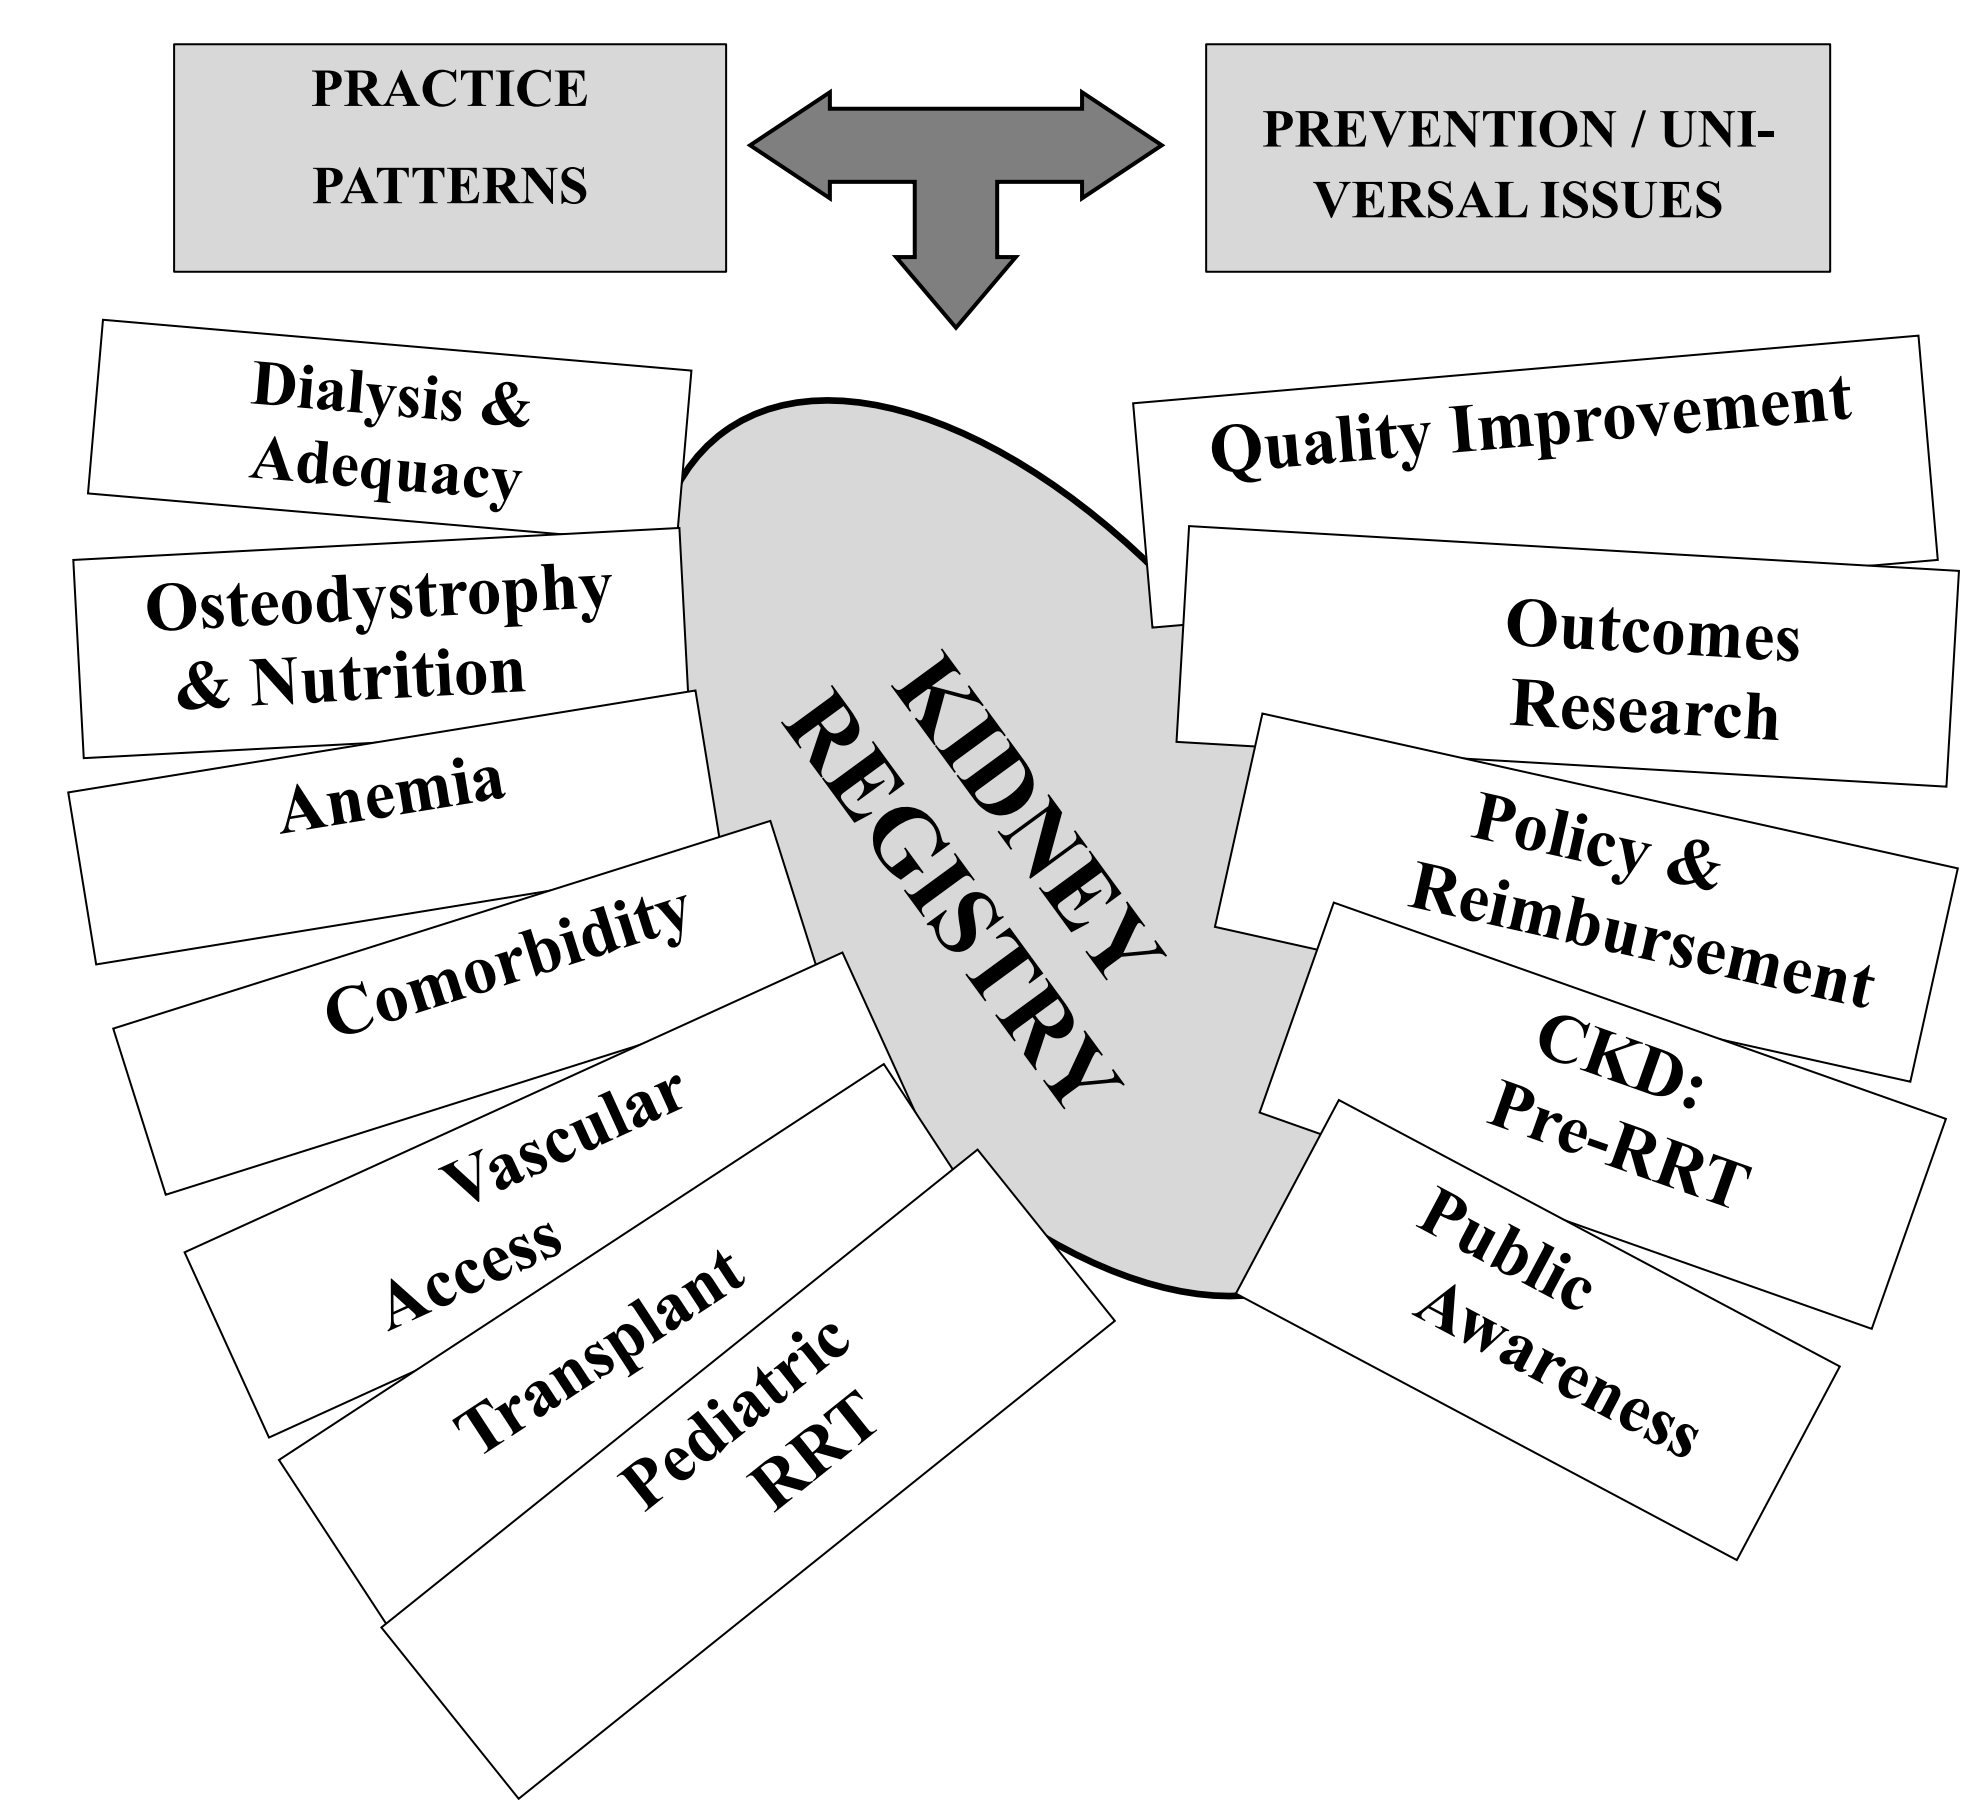 PRACTICE
PATTERNS
PREVENTION / UNI-
VERSAL ISSUES
Dialysis &
Adequacy
Osteodystrophy
& Nutrition
Anemia
Comorbidity
Vascular
Access
Transplant
Pediatric
RRT
KIDNEY
REGISTRY
Quality Improvement
Outcomes
Research
Policy &
Reimbursement
CKD:
Pre-RRT
Public
Awareness